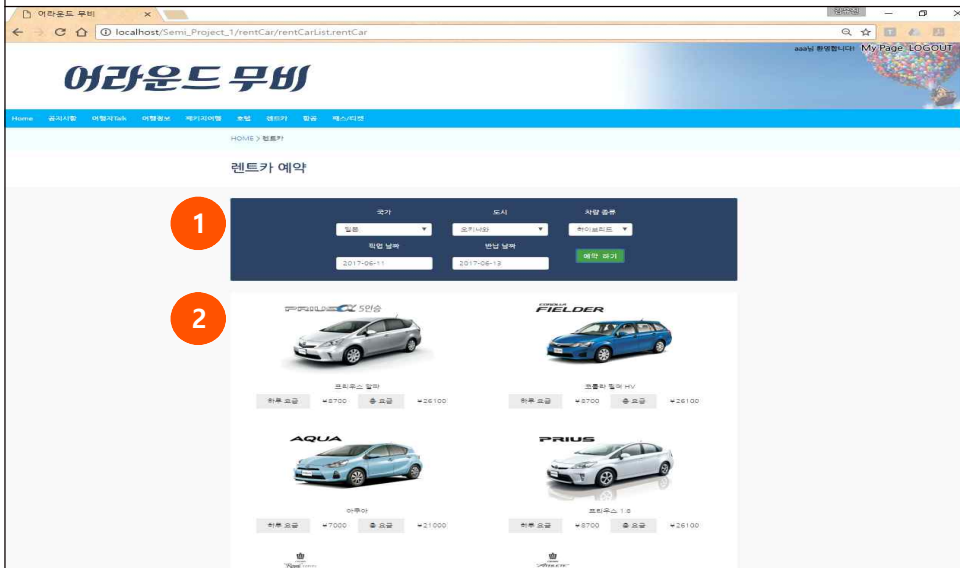 어라운드 무비
localhost/Semi_Project_1/rentCar/rentCarList.rentCar
aaa님 환영합니다! My Page LOGOUT
어라운드 무비
Home 공지사항 여행지Talk 여행정보 패키지여행 호텔 렌트카 항공 패스/티켓
HOME > 렌트카
렌트카 예약
1
국가 도시 차량 종류
일본 오키나와 하이브리드
픽업 날짜 반납 날짜
2017-06-11 2017-06-13 예약 하기
2
PRIUS α 5인승
COROLLA FIELDER
프리우스 알파 코롤라 필더 HV
하루 요금 ￥8700 총 요금 ￥26100 하루 요금 ￥8700 총 요금 ￥26100
AQUA PRIUS
아쿠아 프리우스 1.8
하루 요금 ￥7000 총 요금 ￥21000 하루 요금 ￥8700 총 요금 ￥26100